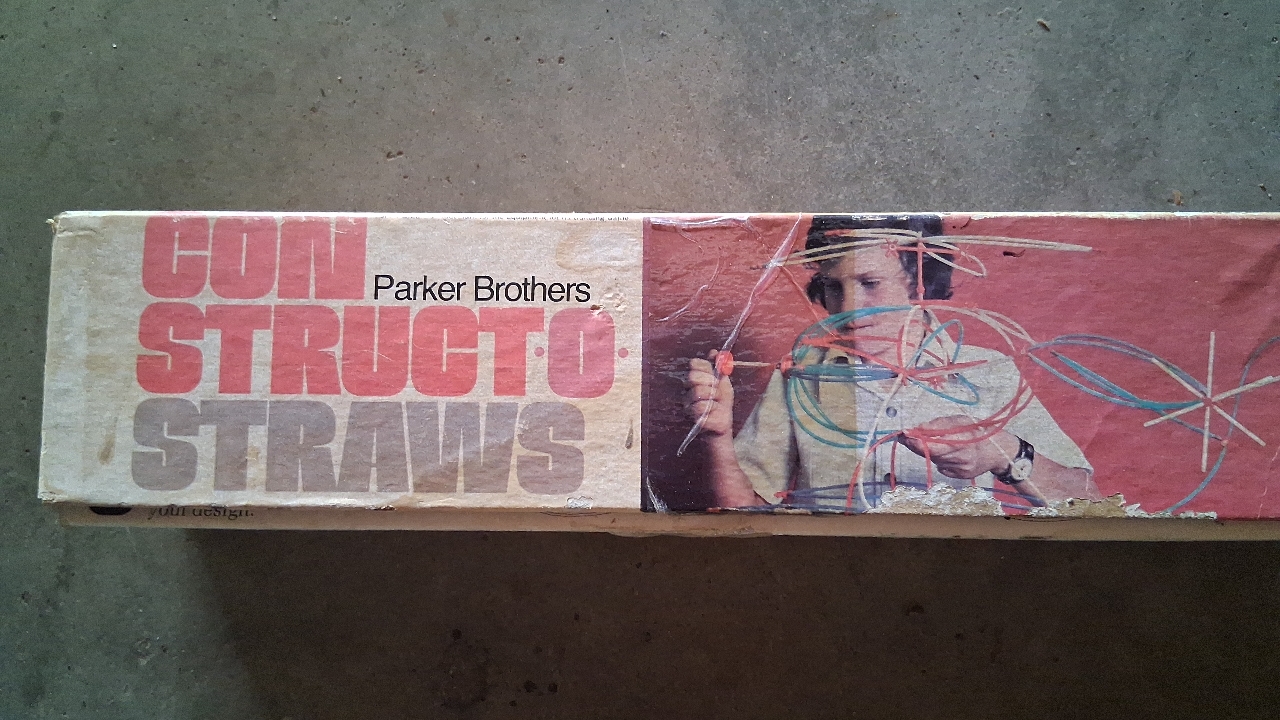 CON
Parker Brothers
STRUCT·O·
STRAWS
your design.